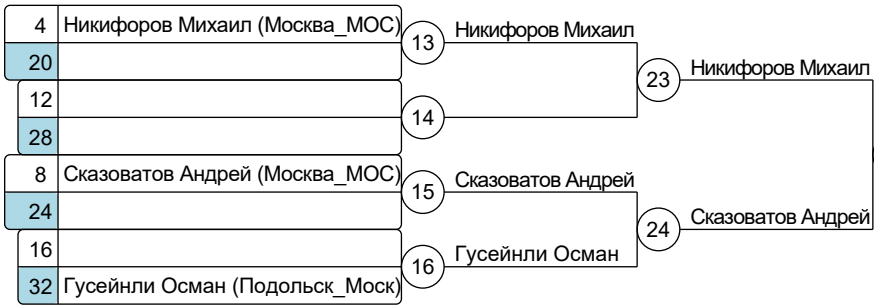 4 Никифоров Михаил (Москва_МОС)
20
12
28
8 Сказоватов Андрей (Москва_МОС)
24
16
32 Гусейнли Осман (Подольск_Моск)
13 Никифоров Михаил
14
15 Сказоватов Андрей
16 Гусейнли Осман
23 Никифоров Михаил
24 Сказоватов Андрей